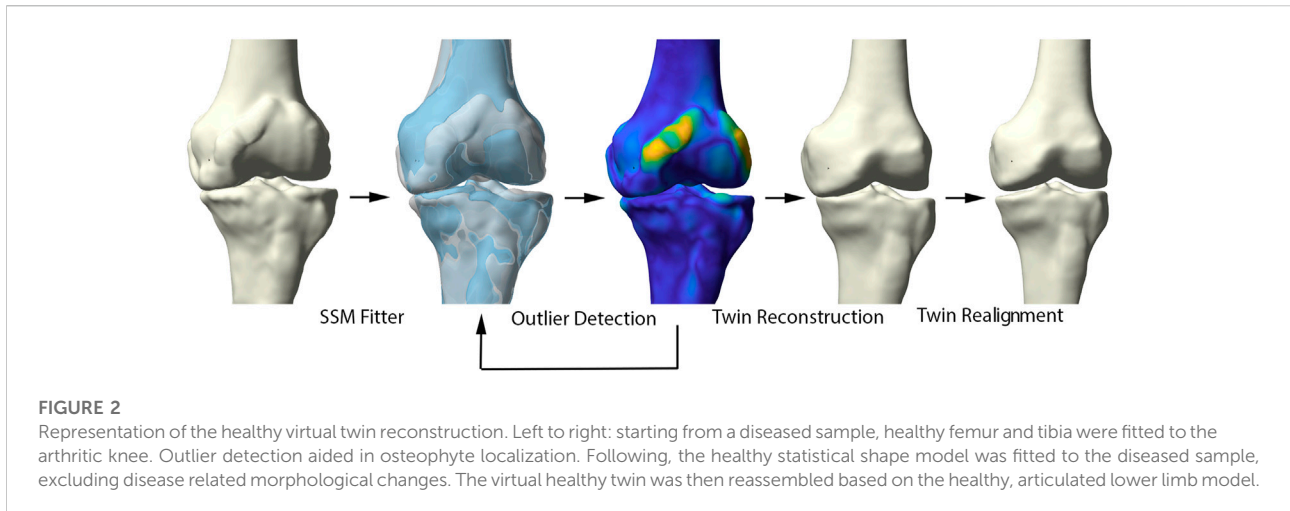 SSM Fitter Outlier Detection Twin Reconstruction Twin Realignment
FIGURE 2
Representation of the healthy virtual twin reconstruction. Left to right: starting from a diseased sample, healthy femur and tibia were fitted to the
arthritic knee. Outlier detection aided in osteophyte localization. Following, the healthy statistical shape model was fitted to the diseased sample,
excluding disease related morphological changes. The virtual healthy twin was then reassembled based on the healthy, articulated lower limb model.